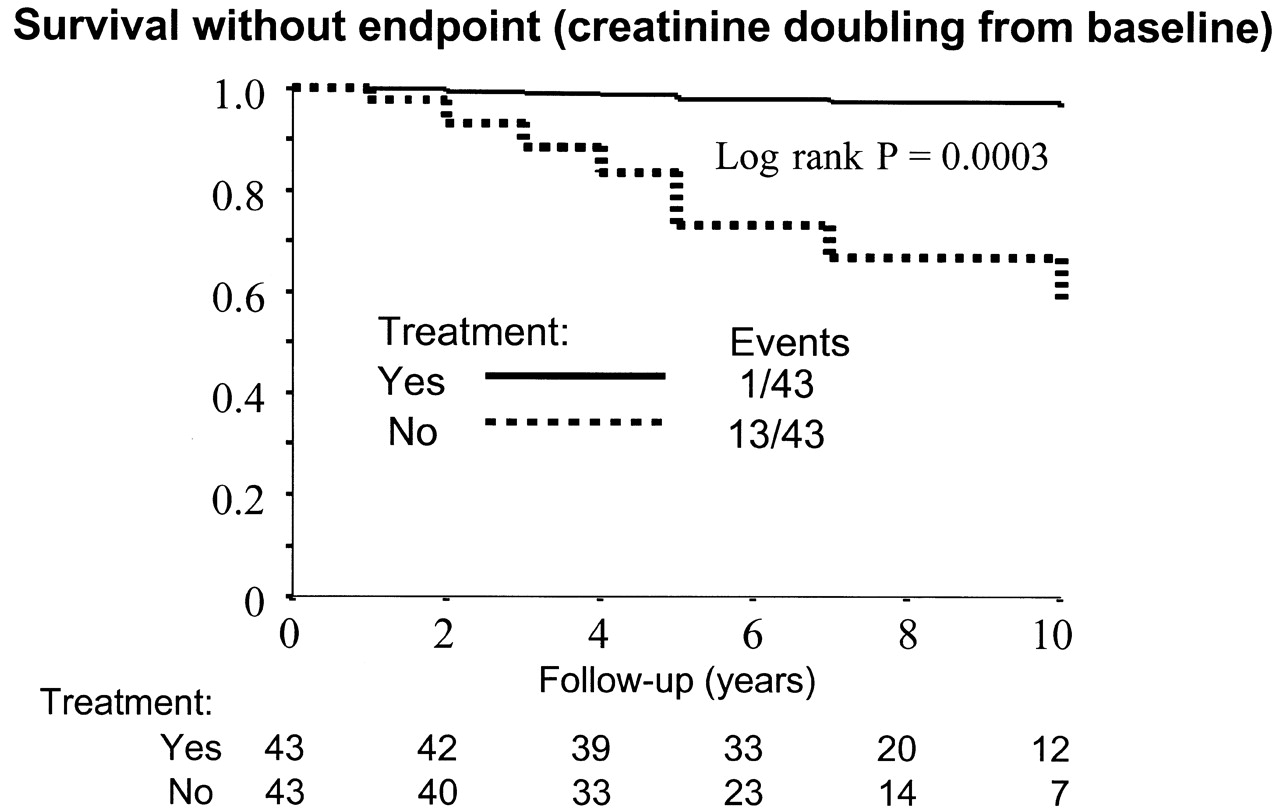 Survival without endpoint (creatinine doubling from baseline)
1.0
Log rank P = 0.0003
0.8
0.6
Treatment: Events
Yes 1/43
0.4
No 13/43
0.2
0
0 2 4 6 8 10
Follow-up (years)
Treatment:
Yes 43 42 39 33 20 12
No 43 40 33 23 14 7